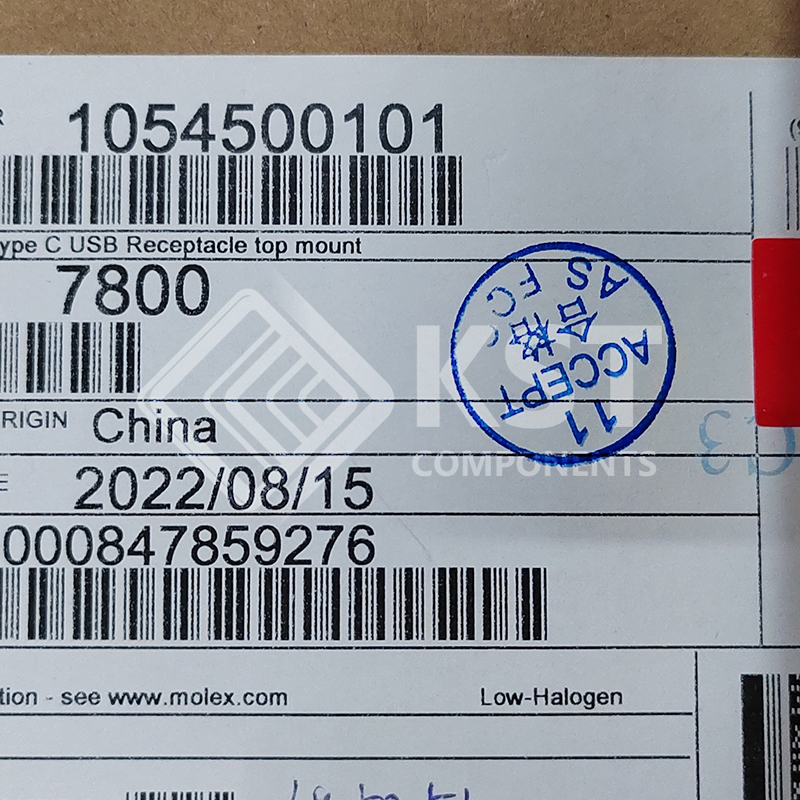 1054500101
ype C USB Receptacle top mount
7800
RIGIN China
2022/08/15
000847859276
tion - see www.molex.com Low-Halogen
AS FC
合格
ACCEPT
11
KST
COMPONENTS
C3